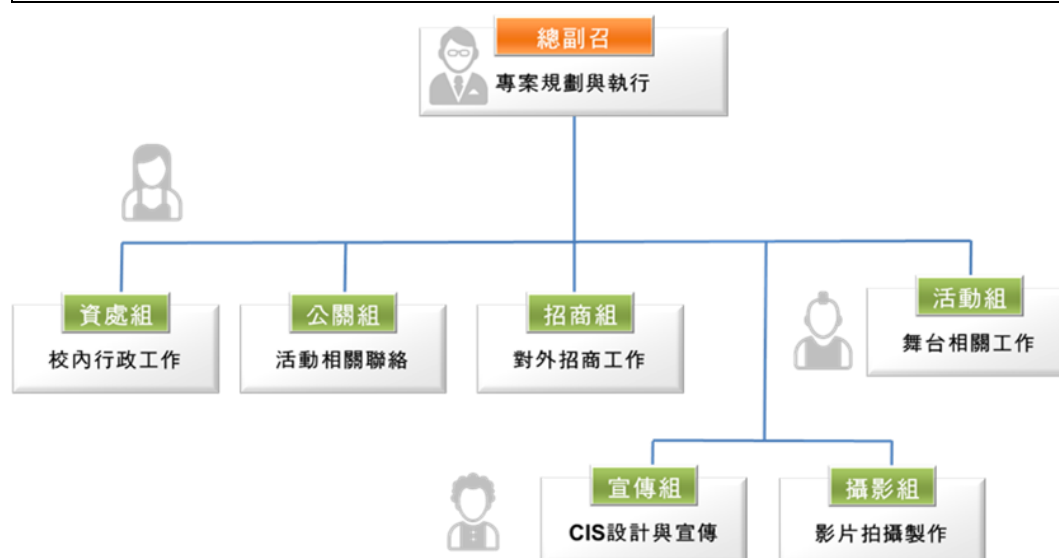 總副召
專案規劃與執行
資處組
校內行政工作
公關組
活動相關聯絡
招商組
對外招商工作
活動組
舞台相關工作
宣傳組
CIS設計與宣傳
攝影組
影片拍攝製作